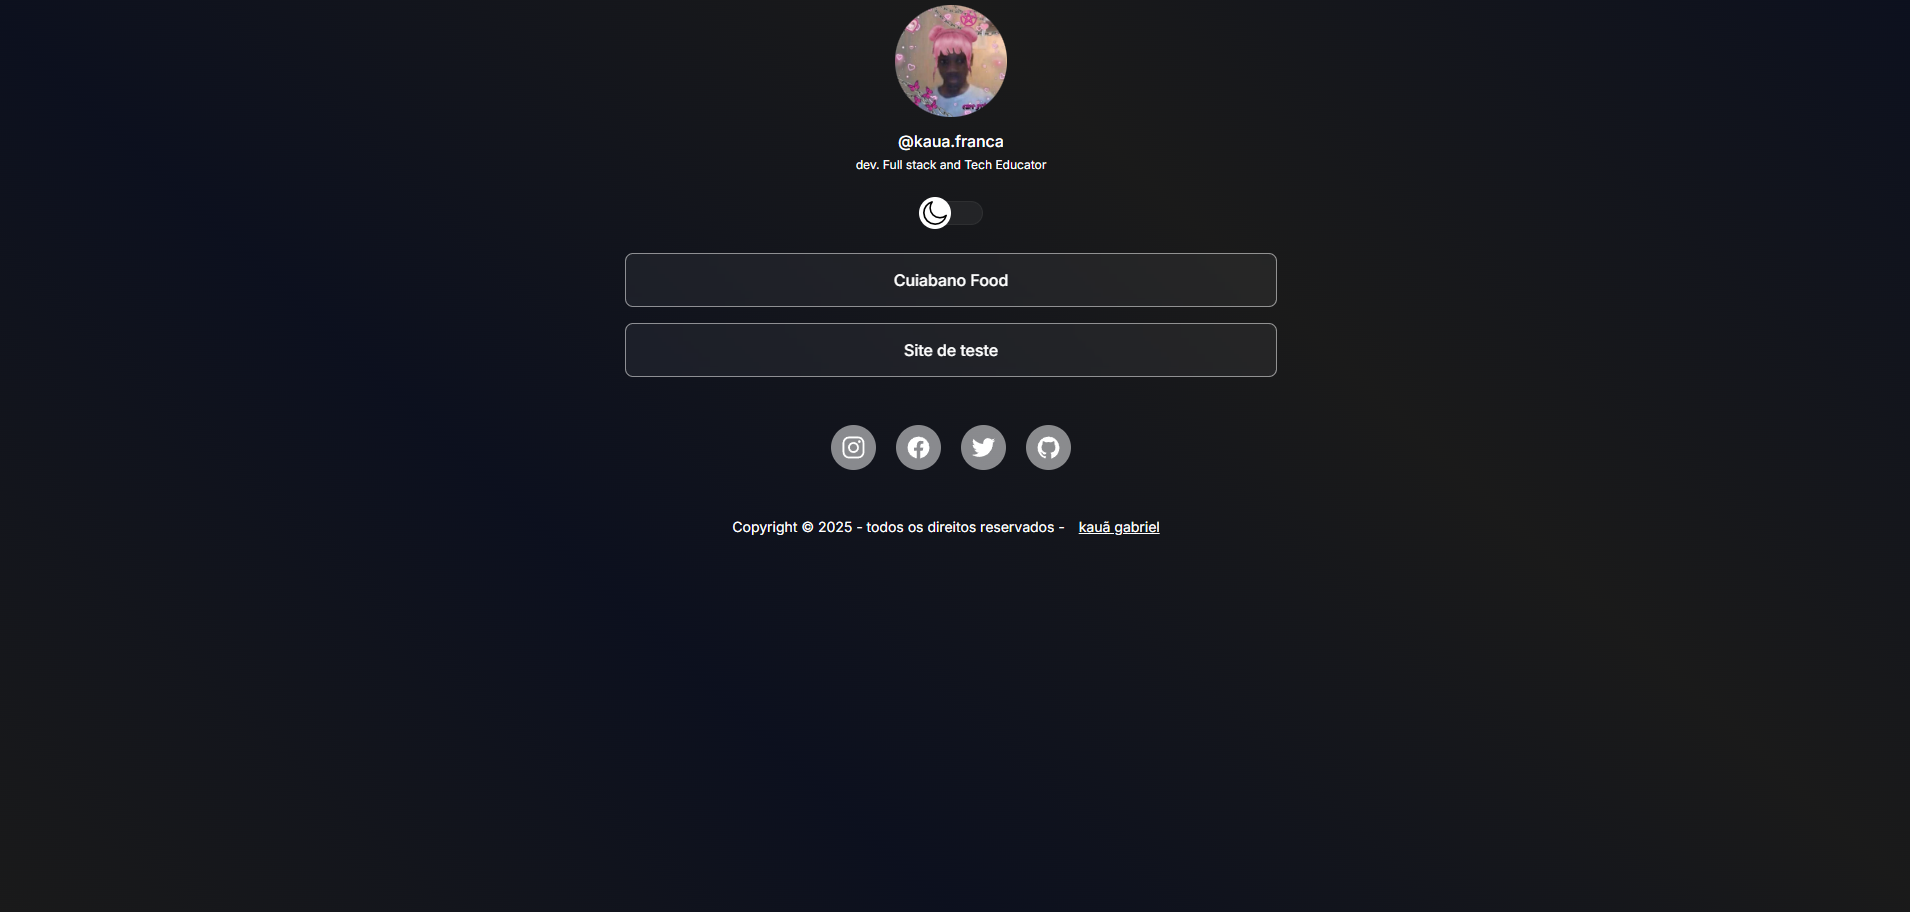 @kaua.franca
dev. Full stack and Tech Educator
Cuiabano Food
Site de teste
Copyright © 2025 - todos os direitos reservados - kauã gabriel